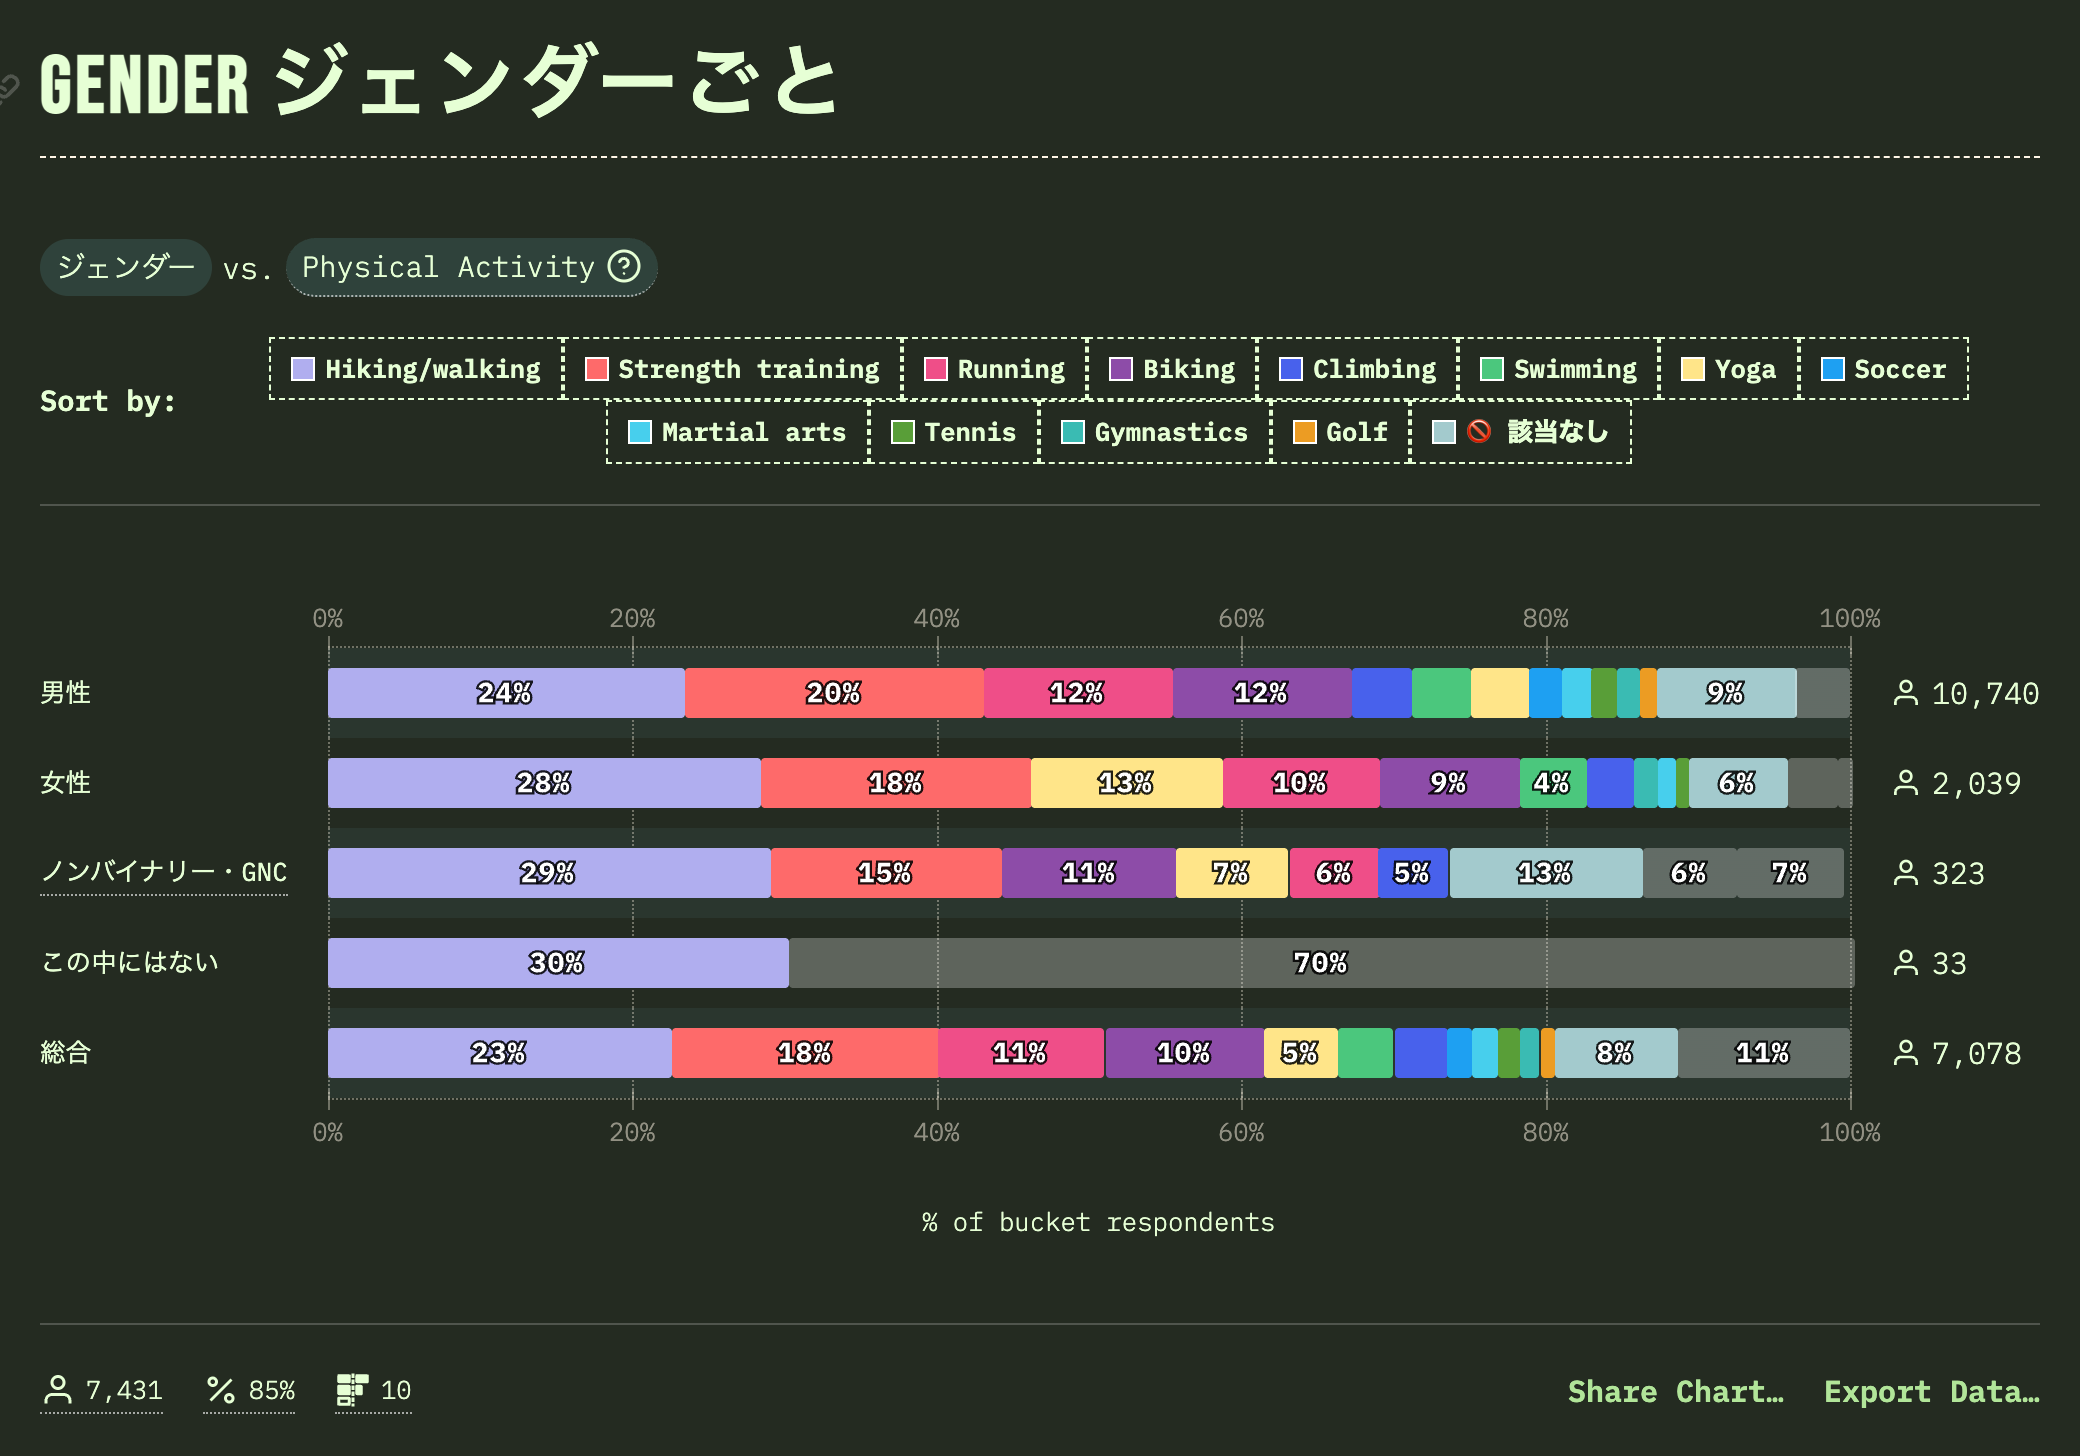 GENDER ジェンダーごと
ジェンダー vs. Physical Activity
Hiking/walking Strength training Running Biking Climbing Swimming Yoga Soccer
Sort by:
Martial arts Tennis Gymnastics Golf 🚫 該当なし
0% 20% 40% 60% 80% 100%
男性 24% 20% 12% 12% 9% 10,740
女性 28% 18% 13% 10% 9% 4% 6% 2,039
ノンバイナリー・GNC 29% 15% 11% 7% 6% 5% 13% 6% 7% 323
この中にはない 30% 70% 33
総合 23% 18% 11% 10% 5% 8% 11% 7,078
0% 20% 40% 60% 80% 100%
% of bucket respondents
7,431 85% 10 Share Chart… Export Data…